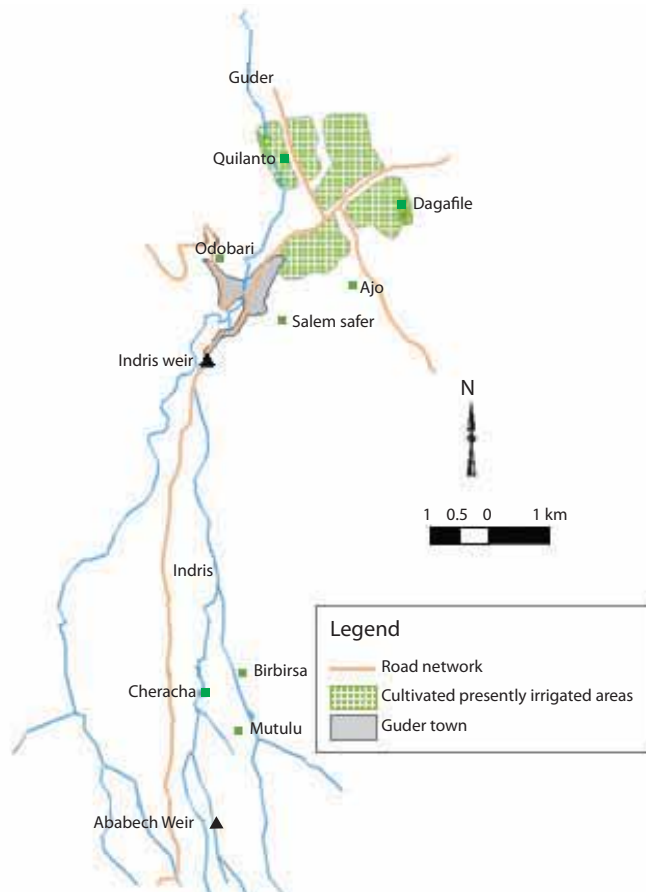 Guder
Quilanto
Dagafile
Odobari
Ajo
Salem safer
Indris weir
N
1 0.5 0 1 km
Indris
Legend
Road network
Cultivated presently irrigated areas
Guder town
Birbirsa
Cheracha
Mutulu
Ababech Weir